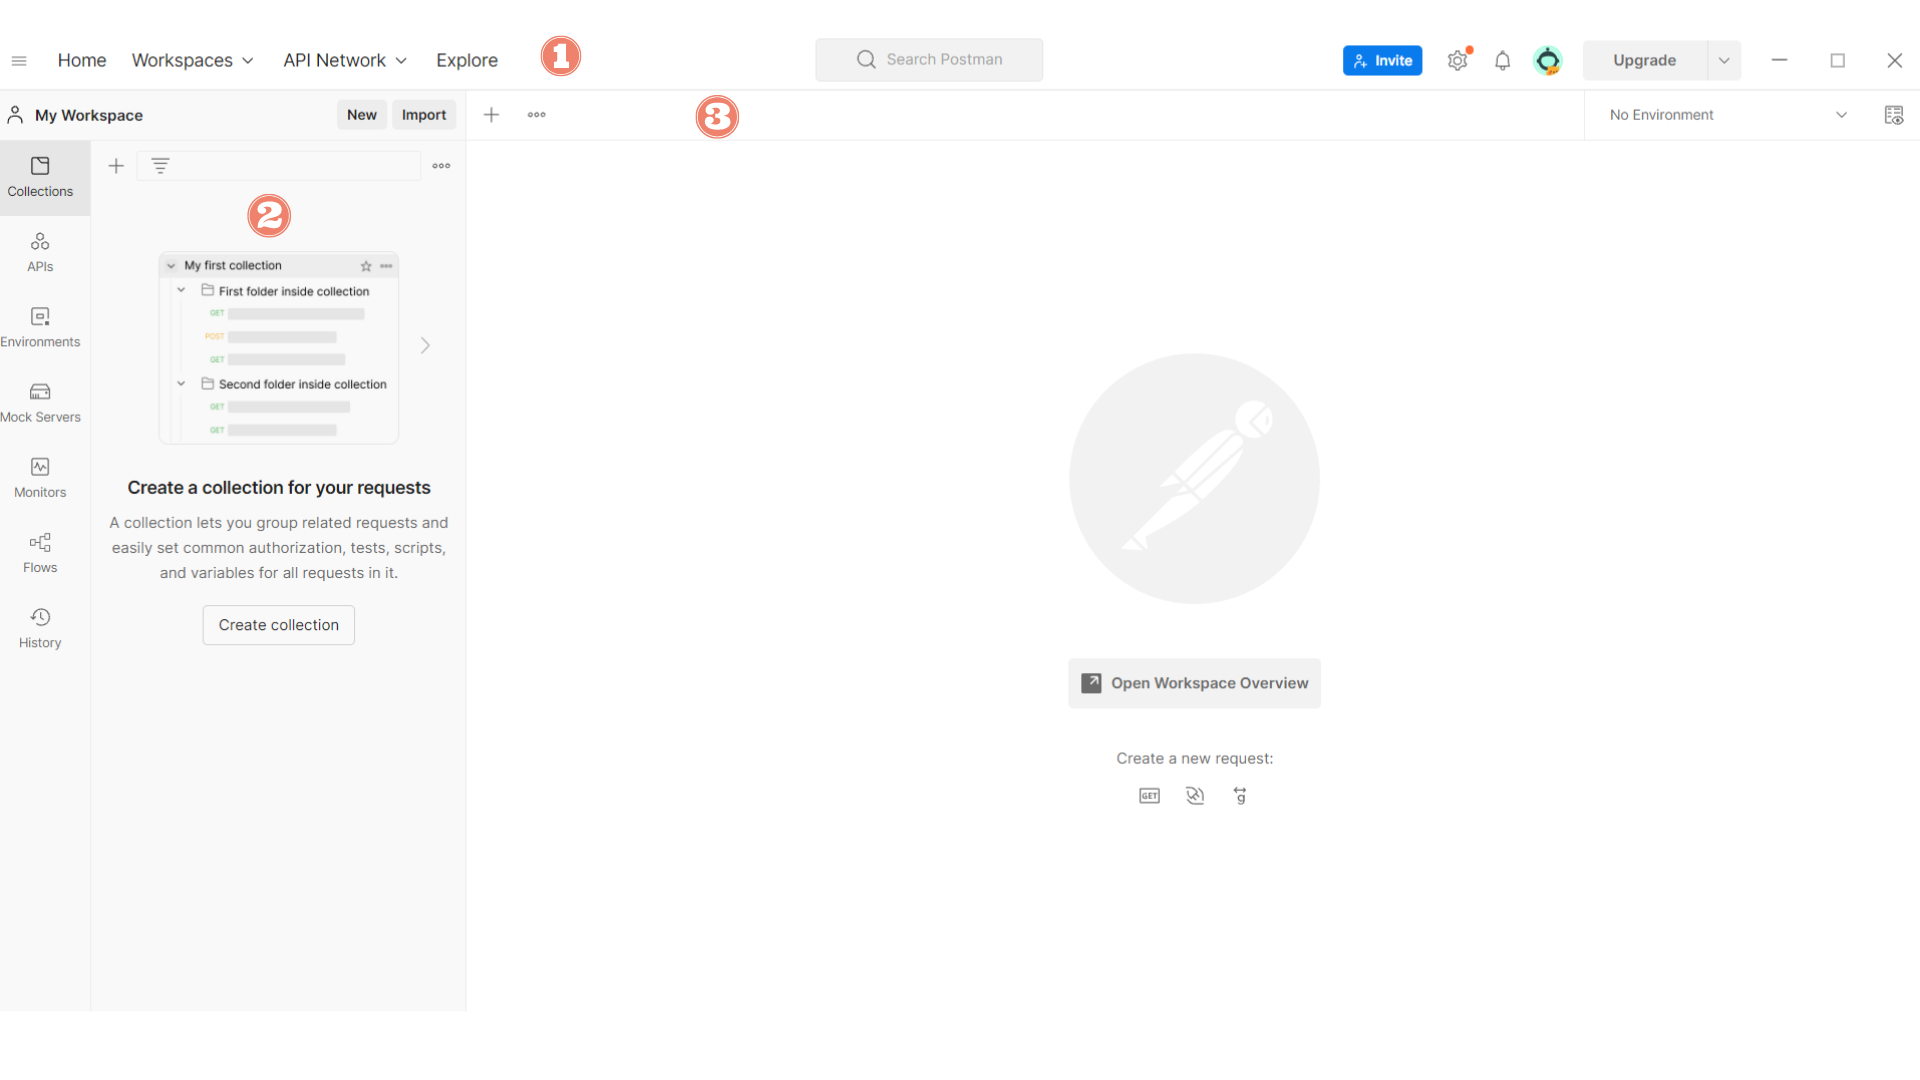 Home
Workspaces
API Network
Explore
1
Search Postman
Invite
Upgrade
My Workspace
New
Import
3
No Environment
Collections
APIs
Environments
Mock Servers
Monitors
Flows
History
2
My first collection
First folder inside collection
GET
POST
GET
Second folder inside collection
GET
GET
Create a collection for your requests
A collection lets you group related requests and
easily set common authorization, tests, scripts,
and variables for all requests in it.
Create collection
Open Workspace Overview
Create a new request:
GET
g